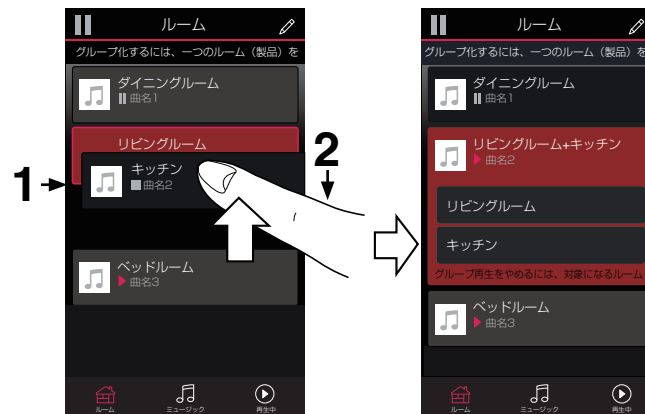 ルーム
グループ化するには、一つのルーム（製品）を
ダイニングルーム
曲名1
リビングルーム
キッチン
曲名2
ベッドルーム
曲名3
ルーム
ミュージック
再生中
1
2
ルーム
グループ化するには、一つのルーム（製品）を
ダイニングルーム
曲名1
リビングルーム+キッチン
曲名2
リビングルーム
キッチン
グループ再生をやめるには、対象になるルーム
ベッドルーム
曲名3
ルーム
ミュージック
再生中